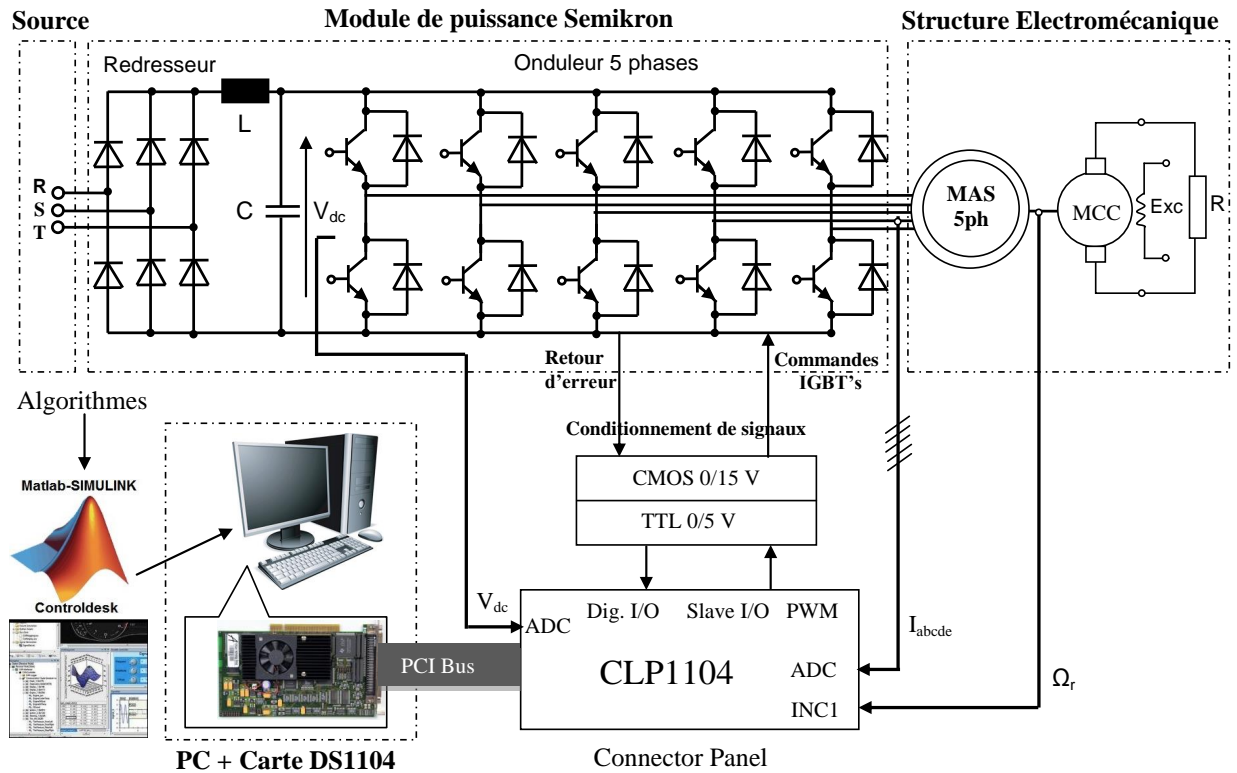 Source
Module de puissance Semikron
Structure Electromécanique
Redresseur
Onduleur 5 phases
L
R
S
T
C
V dc
MAS
5ph
MCC
Exc
R
Retour
d'erreur
Commandes
IGBT's
Algorithmes
Conditionnement de signaux
Matlab-SIMULINK
CMOS 0/15 V
TTL 0/5 V
Controldesk
V dc
ADC
Dig. I/O
Slave I/O
PWM
I abcde
PCI Bus
CLP1104
ADC
Ω r
INC1
PC + Carte DS1104
Connector Panel